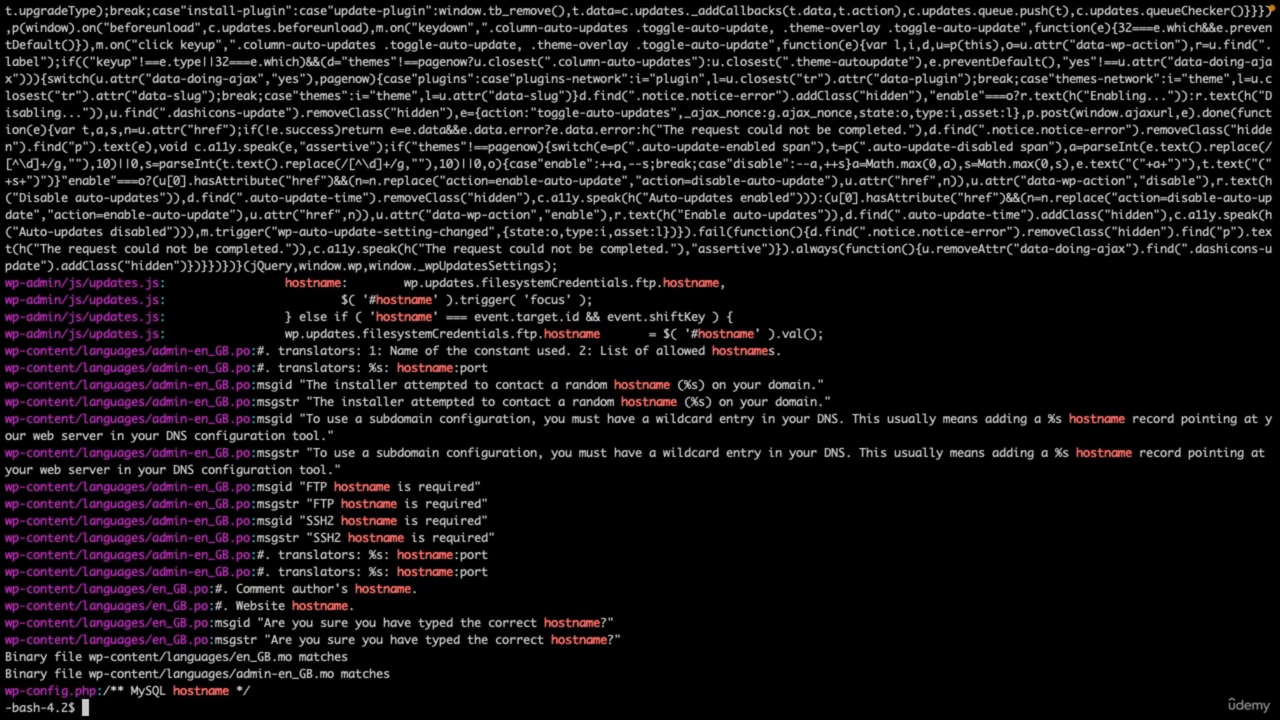 t.upgradeType);break;case"install-plugin":case"update-plugin":window.tb_remove(),t.data=c.updates._addCallbacks(t.data,t.action),c.updates.queue.push(t),c.updates.queueChecker()}}}}
,p(window).on("beforeunload",c.updates.beforeunload),m.on("keydown",".column-auto-updates .toggle-auto-update, .theme-overlay .toggle-auto-update",function(e){32===e.which&&e.preven
tDefault()}),m.on("click keyup",".column-auto-updates .toggle-auto-update, .theme-overlay .toggle-auto-update",function(e){var l,i,d,u=p(this),o=u.attr("data-wp-action"),r=u.find(".
label");if(("keyup"!==e.type||32===e.which)&&(d="themes"!==pagenow?u.closest(".column-auto-updates"):u.closest(".theme-autoupdate"),e.preventDefault(),"yes"!==u.attr("data-doing-aja
x"))){switch(u.attr("data-doing-ajax","yes"),pagenow){case"plugins":case"plugins-network":i="plugin",l=u.closest("tr").attr("data-plugin");break;case"themes-network":i="theme",l=u.c
losest("tr").attr("data-slug");break;case"themes":i="theme",l=u.attr("data-slug")}d.find(".notice.notice-error").addClass("hidden"),"enable"===o?r.text(h("Enabling...")):r.text(h("D
isabling...")),u.find(".dashicons-update").removeClass("hidden"),e={action:"toggle-auto-updates",_ajax_nonce:g.ajax_nonce,state:o,type:i,asset:l},p.post(window.ajaxurl,e).done(funct
ion(e){var t,a,s,n=u.attr("href");if(!e.success)return e=e.data&&e.data.error?e.data.error:h("The request could not be completed."),d.find(".notice.notice-error").removeClass("hidde
n").find("p").text(e),void c.a11y.speak(e,"assertive");if("themes"!==pagenow){switch(e=p(".auto-update-enabled span"),t=p(".auto-update-disabled span"),a=parseInt(e.text().replace(/
[^\d]+/g,""),10)||0,s=parseInt(t.text().replace(/[^\d]+/g,""),10)||0,o){case"enable":++a,--s;break;case"disable":--a,++s}a=Math.max(0,a),s=Math.max(0,s),e.text("("+a+")"),t.text("("
+s+")")}"enable"===o?(u[0].hasAttribute("href")&&(n=n.replace("action=enable-auto-update","action=disable-auto-update"),u.attr("href",n)),u.attr("data-wp-action","disable"),r.text(h
("Disable auto-updates")),d.find(".auto-update-time").removeClass("hidden"),c.a11y.speak(h("Auto-updates enabled"))):(u[0].hasAttribute("href")&&(n=n.replace("action=disable-auto-up
date","action=enable-auto-update"),u.attr("href",n)),u.attr("data-wp-action","enable"),r.text(h("Enable auto-updates")),d.find(".auto-update-time").addClass("hidden"),c.a11y.speak(h
("Auto-updates disabled"))),m.trigger("wp-auto-update-setting-changed",{state:o,type:i,asset:l})}).fail(function(){d.find(".notice.notice-error").removeClass("hidden").find("p").tex
t(h("The request could not be completed.")),c.a11y.speak(h("The request could not be completed."),"assertive")}).always(function(){u.removeAttr("data-doing-ajax").find(".dashicons-u
pdate").addClass("hidden")})}})})}(jQuery,window.wp,window._wpUpdatesSettings);
wp-admin/js/updates.js: hostname: wp.updates.filesystemCredentials.ftp.hostname,
wp-admin/js/updates.js: $( '#hostname' ).trigger( 'focus' );
wp-admin/js/updates.js: } else if ( 'hostname' === event.target.id && event.shiftKey ) {
wp-admin/js/updates.js: wp.updates.filesystemCredentials.ftp.hostname = $( '#hostname' ).val();
wp-content/languages/admin-en_GB.po:#. translators: 1: Name of the constant used. 2: List of allowed hostnames.
wp-content/languages/admin-en_GB.po:#. translators: %s: hostname:port
wp-content/languages/admin-en_GB.po:msgid "The installer attempted to contact a random hostname (%s) on your domain."
wp-content/languages/admin-en_GB.po:msgstr "The installer attempted to contact a random hostname (%s) on your domain."
wp-content/languages/admin-en_GB.po:msgid "To use a subdomain configuration, you must have a wildcard entry in your DNS. This usually means adding a %s hostname record pointing at y
our web server in your DNS configuration tool."
wp-content/languages/admin-en_GB.po:msgstr "To use a subdomain configuration, you must have a wildcard entry in your DNS. This usually means adding a %s hostname record pointing at
your web server in your DNS configuration tool."
wp-content/languages/admin-en_GB.po:msgid "FTP hostname is required"
wp-content/languages/admin-en_GB.po:msgstr "FTP hostname is required"
wp-content/languages/admin-en_GB.po:msgid "SSH2 hostname is required"
wp-content/languages/admin-en_GB.po:msgstr "SSH2 hostname is required"
wp-content/languages/admin-en_GB.po:#. translators: %s: hostname:port
wp-content/languages/admin-en_GB.po:#. translators: %s: hostname:port
wp-content/languages/en_GB.po:#. Comment author's hostname.
wp-content/languages/en_GB.po:#. Website hostname.
wp-content/languages/en_GB.po:msgid "Are you sure you have typed the correct hostname?"
wp-content/languages/en_GB.po:msgstr "Are you sure you have typed the correct hostname?"
Binary file wp-content/languages/en_GB.mo matches
Binary file wp-content/languages/admin-en_GB.mo matches
wp-config.php:/** MySQL hostname */
-bash-4.2$
ûdemy